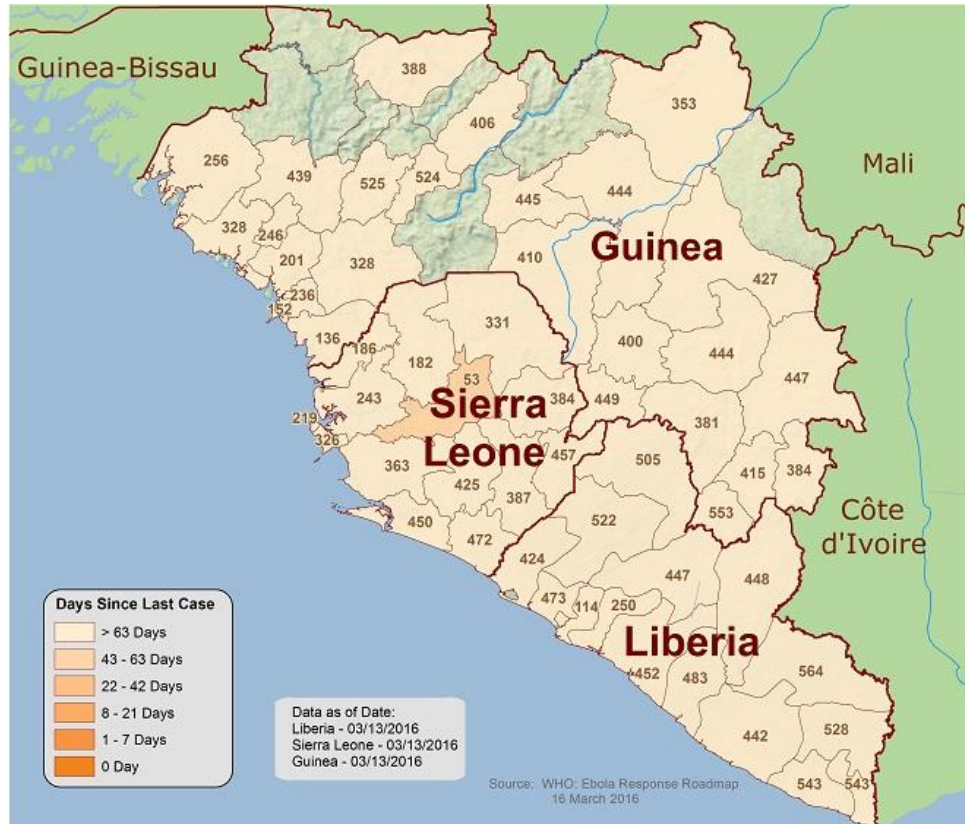 Guinea-Bissau
388
353
406
Mali
256
439
525
524
445
444
328
246
201
328
410
Guinea
427
236
152
331
136
186
182
400
444
447
53
243
384
449
381
Sierra
Leone
219
326
363
457
505
415
384
425
387
553
450
472
522
Côte
d'Ivoire
424
447
448
473
114
250
Liberia
452
483
564
442
528
543
543
Days Since Last Case
> 63 Days
43 - 63 Days
22 - 42 Days
8 - 21 Days
1 - 7 Days
0 Day
Data as of Date:
Liberia - 03/13/2016
Sierra Leone - 03/13/2016
Guinea - 03/13/2016
Source: WHO: Ebola Response Roadmap
16 March 2016